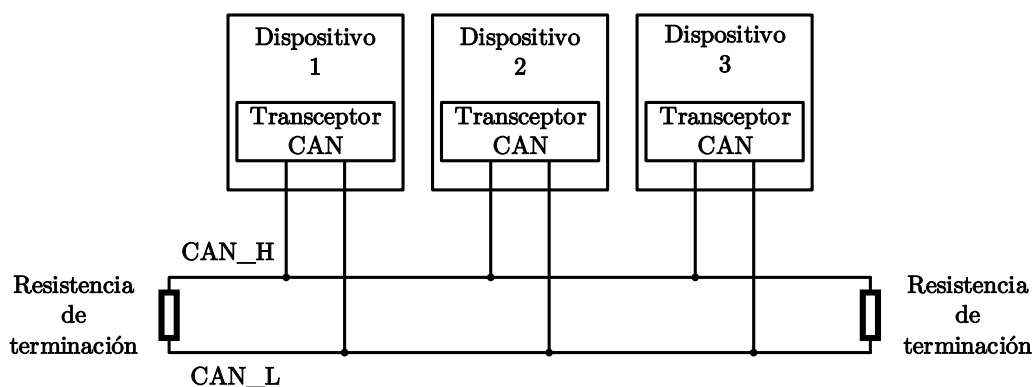 Dispositivo
1
Transceptor
CAN
Dispositivo
2
Transceptor
CAN
Dispositivo
3
Transceptor
CAN
CAN_H
Resistencia
de
terminación
Resistencia
de
terminación
CAN_L